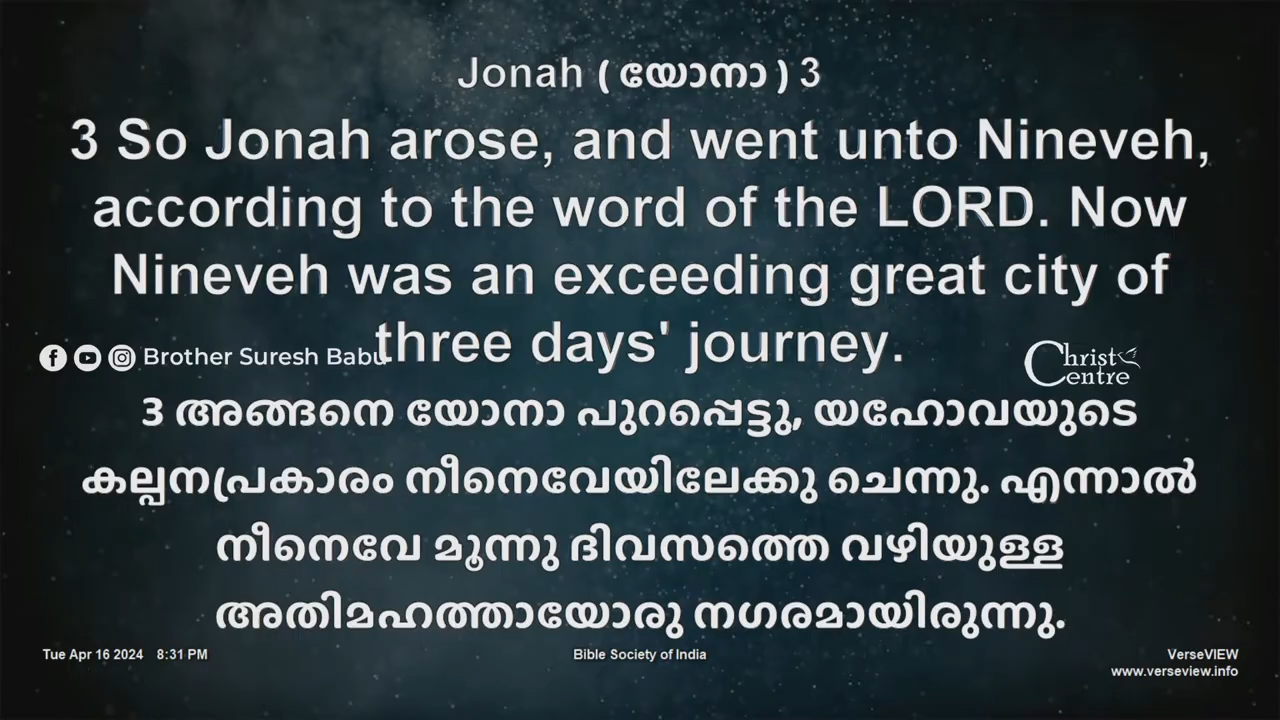 Jonah ( യോനാ ) 3
3 So Jonah arose, and went unto Nineveh,
according to the word of the LORD. Now
Nineveh was an exceeding great city of
three days' journey.
Brother Suresh Babu
Christ
Centre
3 അങ്ങനെ യോനാ പുറപ്പെട്ടു, യഹോവയുടെ
കല്പനപ്രകാരം നീനെവേയിലേക്കു ചെന്നു. എന്നാൽ
നീനെവേ മൂന്നു ദിവസത്തെ വഴിയുള്ള
അതിമഹത്തായോരു നഗരമായിരുന്നു.
Tue Apr 16 2024 8:31 PM
Bible Society of India
VerseVIEW
www.verseview.info